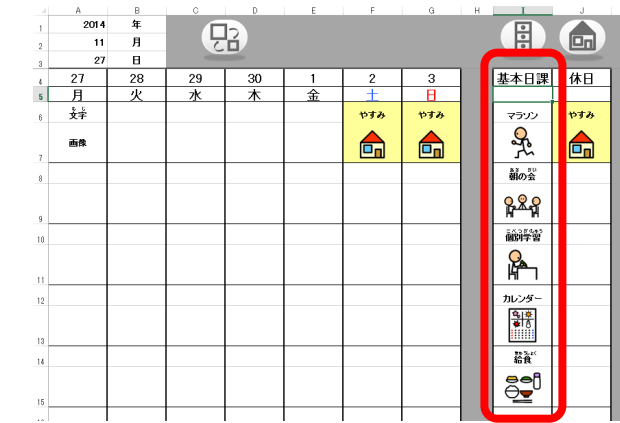 A B C D E F G H I J
1 2014 年
2 11 月
3 27 日
4 27 28 29 30 1 2 3 基本日課 休日
5 月 火 水 木 金 土 日
6 文字 やすみ やすみ マラソン やすみ
画像
7
8 朝の会
9
10 個別学習
11
12 カレンダー
13
14 給食
15